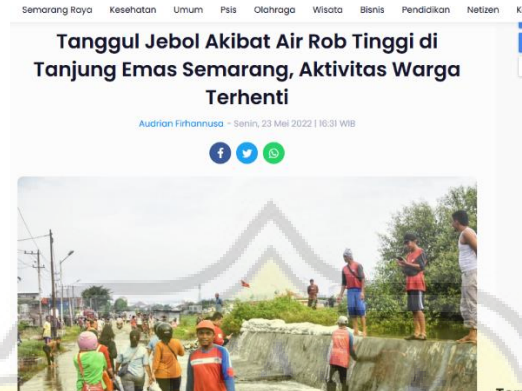 Semarang Raya Kesehatan Umum Psis Olahraga Wisata Bisnis Pendidikan Netizen K
Tanggul Jebol Akibat Air Rob Tinggi di
Tanjung Emas Semarang, Aktivitas Warga
Terhenti
Audrian Firhannusa - Senin, 23 Mei 2022 | 16:31 WIB